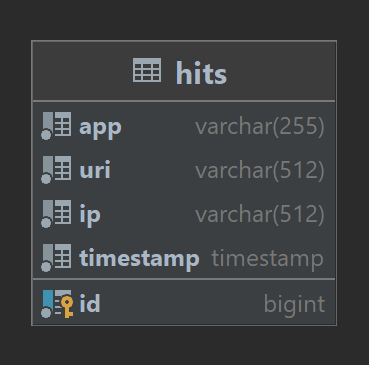 hits
app varchar(255)
uri varchar(512)
ip varchar(512)
timestamp timestamp
id bigint